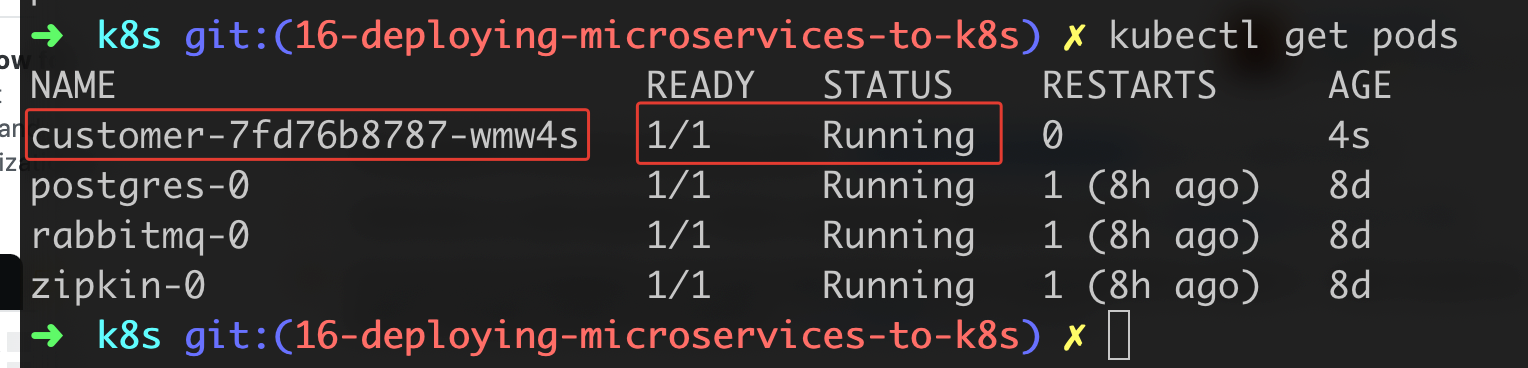 ➜ k8s git:(16-deploying-microservices-to-k8s) ✗ kubectl get pods
NAME READY STATUS RESTARTS AGE
customer-7fd76b8787-wmw4s 1/1 Running 0 4s
postgres-0 1/1 Running 1 (8h ago) 8d
rabbitmq-0 1/1 Running 1 (8h ago) 8d
zipkin-0 1/1 Running 1 (8h ago) 8d
➜ k8s git:(16-deploying-microservices-to-k8s) ✗